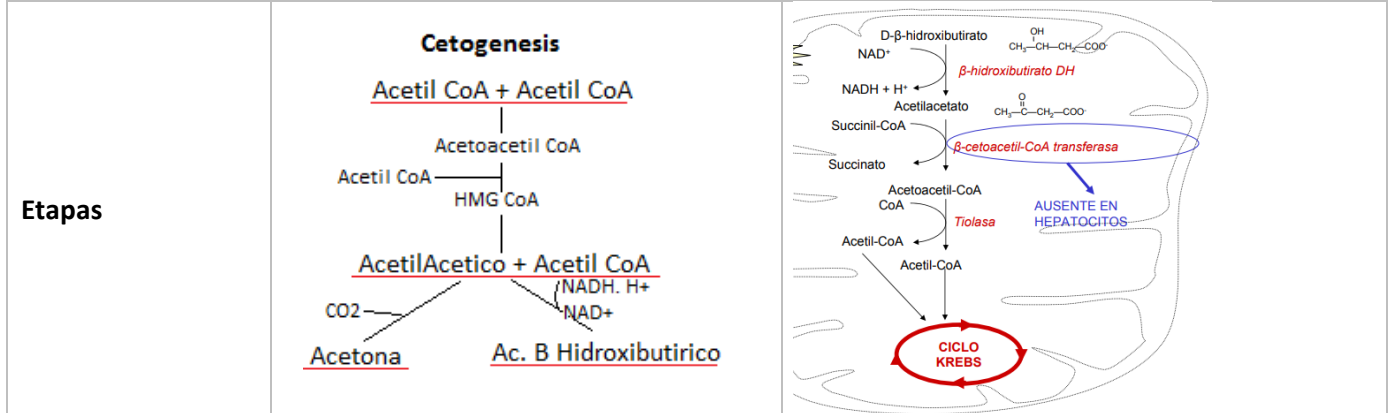 Etapas
Cetogenesis
Acetil CoA + Acetil CoA
Acetoacetil CoA
Acetil CoA
HMG CoA
AcetilAcetico + Acetil CoA
NADH. H+
CO2
NAD+
Acetona
Ac. B Hidroxibutirico
D-β-hidroxibutirato
OH
CH₃—CH—CH₂—COO⁻
NAD⁺
β-hidroxibutirato DH
NADH + H⁺
Acetilacetato
O
CH₃—C—CH₂—COO⁻
Succinil-CoA
β-cetoacetil-CoA transferasa
Succinato
Acetoacetil-CoA
CoA
AUSENTE EN
HEPATOCITOS
Tiolasa
Acetil-CoA
Acetil-CoA
CICLO
KREBS